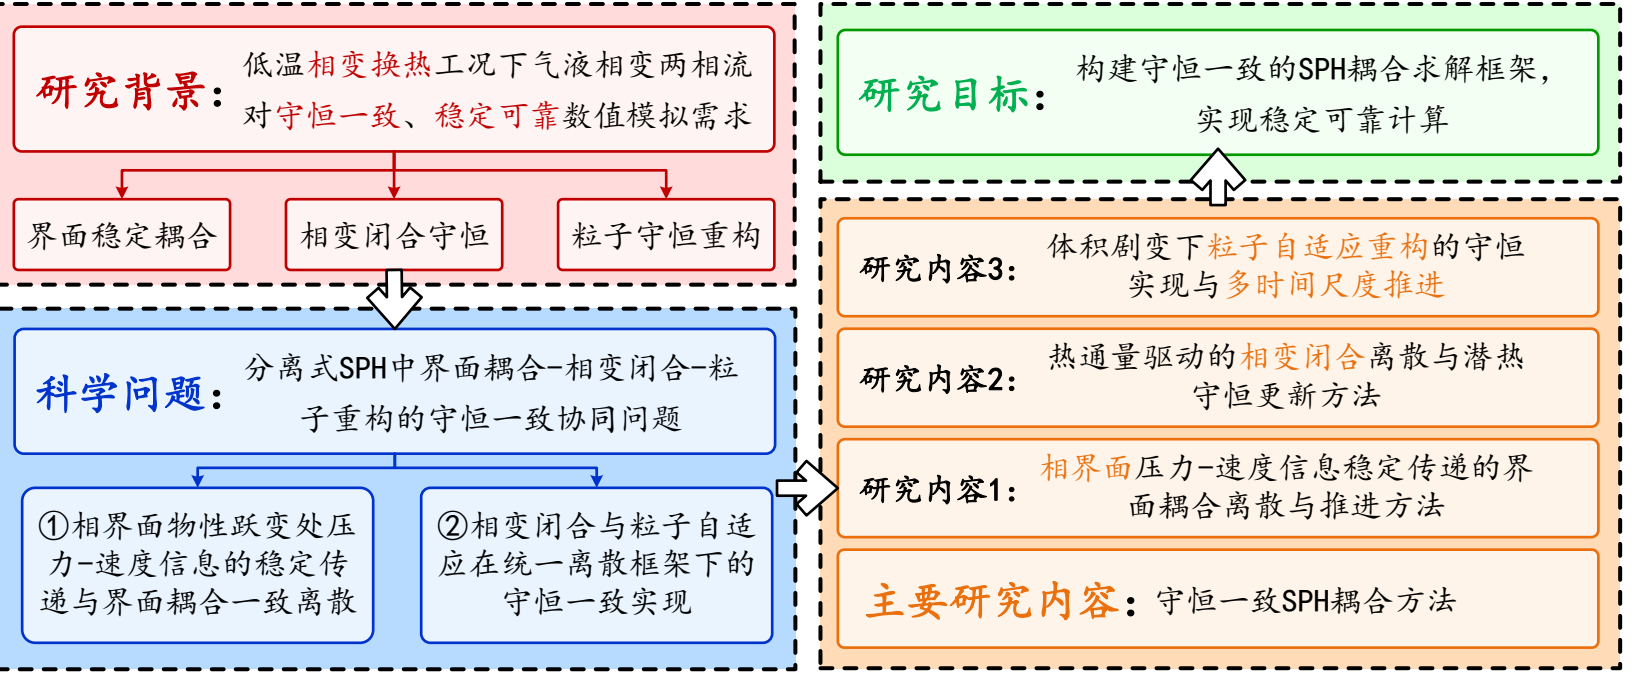 研究背景：
低温相变换热工况下气液相变两相流
对守恒一致、稳定可靠数值模拟需求
界面稳定耦合
相变闭合守恒
粒子守恒重构
科学问题：
分离式SPH中界面耦合-相变闭合-粒
子重构的守恒一致协同问题
①相界面物性跃变处压
力-速度信息的稳定传
递与界面耦合一致离散
②相变闭合与粒子自适
应在统一离散框架下的
守恒一致实现
研究目标：
构建守恒一致的SPH耦合求解框架，
实现稳定可靠计算
研究内容3：
体积剧变下粒子自适应重构的守恒
实现与多时间尺度推进
研究内容2：
热通量驱动的相变闭合离散与潜热
守恒更新方法
研究内容1：
相界面压力-速度信息稳定传递的界
面耦合离散与推进方法
主要研究内容：
守恒一致SPH耦合方法